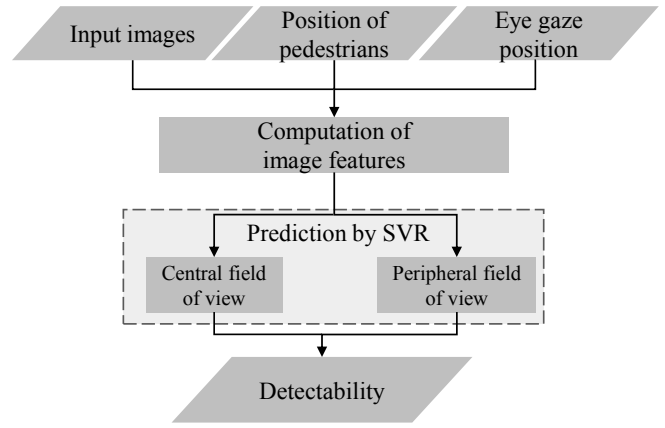 Input images
Position of
pedestrians
Eye gaze
position
Computation of
image features
Prediction by SVR
Central field
of view
Peripheral field
of view
Detectability